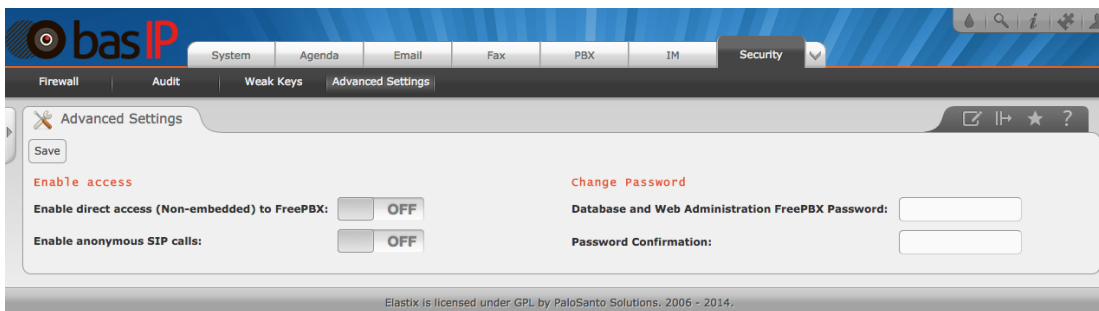 bas IP
System Agenda Email Fax PBX IM Security
Firewall Audit Weak Keys Advanced Settings
Advanced Settings
Save
Enable access
Enable direct access (Non-embedded) to FreePBX: OFF
Enable anonymous SIP calls: OFF
Change Password
Database and Web Administration FreePBX Password:
Password Confirmation:
Elastix is licensed under GPL by PaloSanto Solutions. 2006 - 2014.